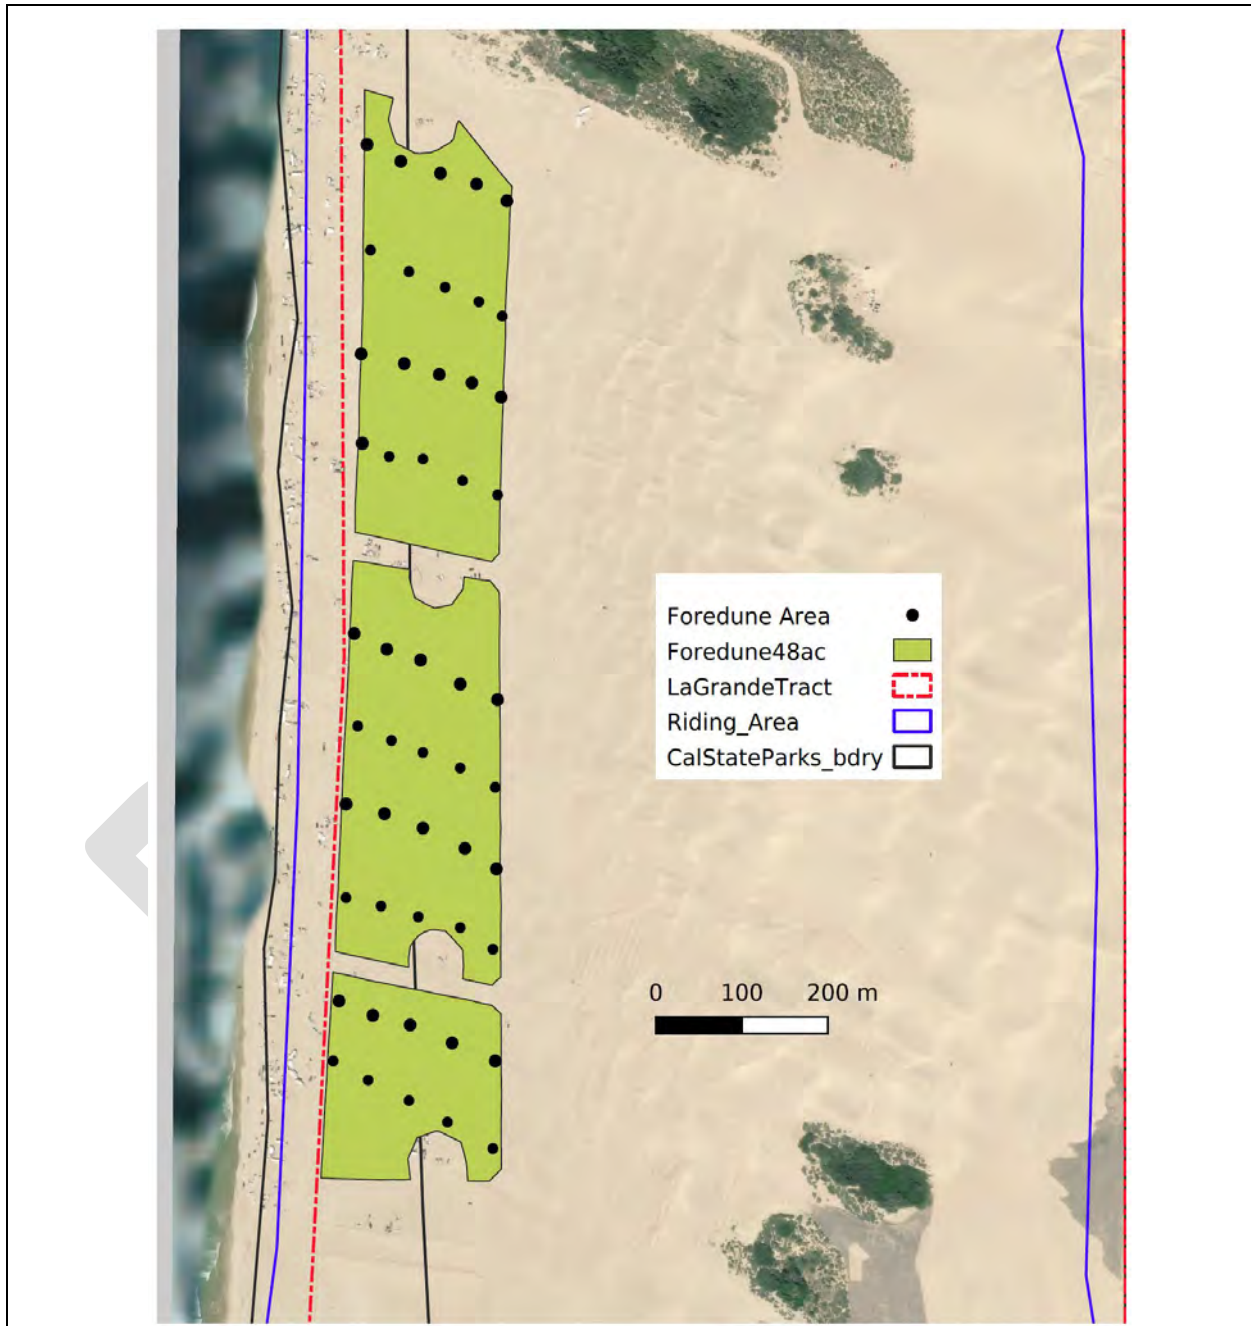 Foredune Area
Foredune48ac
LaGrandeTract
Riding_Area
CalStateParks_bdry
0 100 200 m